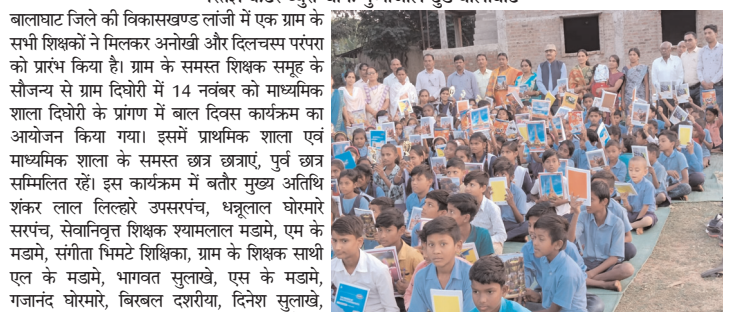 बालाघाट जिले की विकासखण्ड लांजी में एक ग्राम के
सभी शिक्षकों ने मिलकर अनोखी और दिलचस्प परंपरा
को प्रारंभ किया है। ग्राम के समस्त शिक्षक समूह के
सौजन्य से ग्राम दिघोरी में 14 नवंबर को माध्यमिक
शाला दिघोरी के प्रांगण में बाल दिवस कार्यक्रम का
आयोजन किया गया। इसमें प्राथमिक शाला एवं
माध्यमिक शाला के समस्त छात्र छात्राएं, पुर्व छात्र
सम्मिलित रहें। इस कार्यक्रम में बतौर मुख्य अतिथि
शंकर लाल लिल्हारे उपसरपंच, धन्नूलाल घोरमारे
सरपंच, सेवानिवृत्त शिक्षक श्यामलाल मडामे, एम के
मडामे, संगीता भिमटे शिक्षिका, ग्राम के शिक्षक साथी
एल के मडामे, भागवत सुलाखे, एस के मडामे,
गजानंद घोरमारे, बिरबल दशरीया, दिनेश सुलाखे,